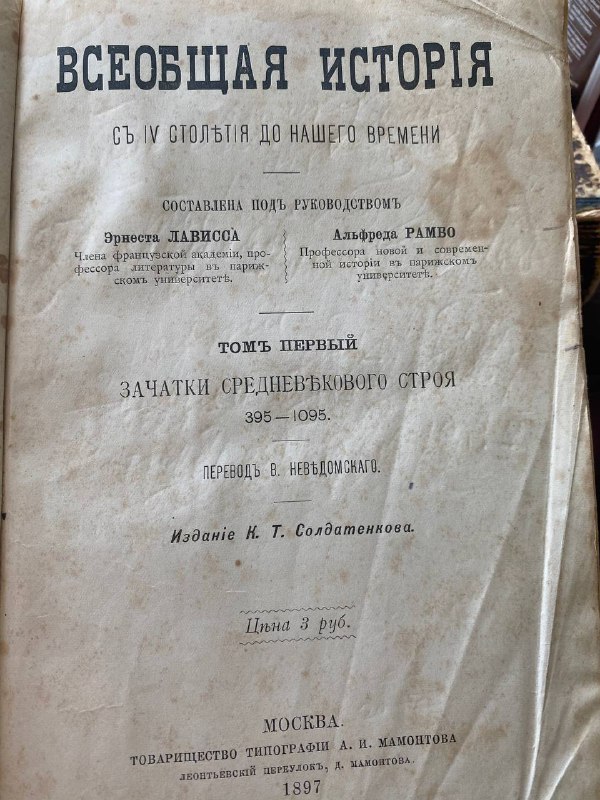 ВСЕОБЩАЯ ИСТОРІЯ
СЪ IV СТОЛѢТІЯ ДО НАШЕГО ВРЕМЕНИ
СОСТАВЛЕНА ПОДЪ РУКОВОДСТВОМЪ
Эрнеста ЛАВИССА
Члена французской академіи, про-
фессора литературы въ париж-
скомъ университетѣ.
Альфреда РАМБО
Профессора новой и современ-
ной исторіи въ парижскомъ
университетѣ.
ТОМЪ ПЕРВЫЙ
ЗАЧАТКИ СРЕДНЕВѢКОВОГО СТРОЯ
395—1095.
ПЕРЕВОДЪ В. НЕВѢДОМСКАГО.
Изданіе К. Т. Солдатенкова.
Цѣна 3 руб.
МОСКВА.
ТОВАРИЩЕСТВО ТИПОГРАФІИ А. И. МАМОНТОВА
ЛЕОНТЬЕВСКІЙ ПЕРЕУЛОКЪ, Д. МАМОНТОВА.
1897